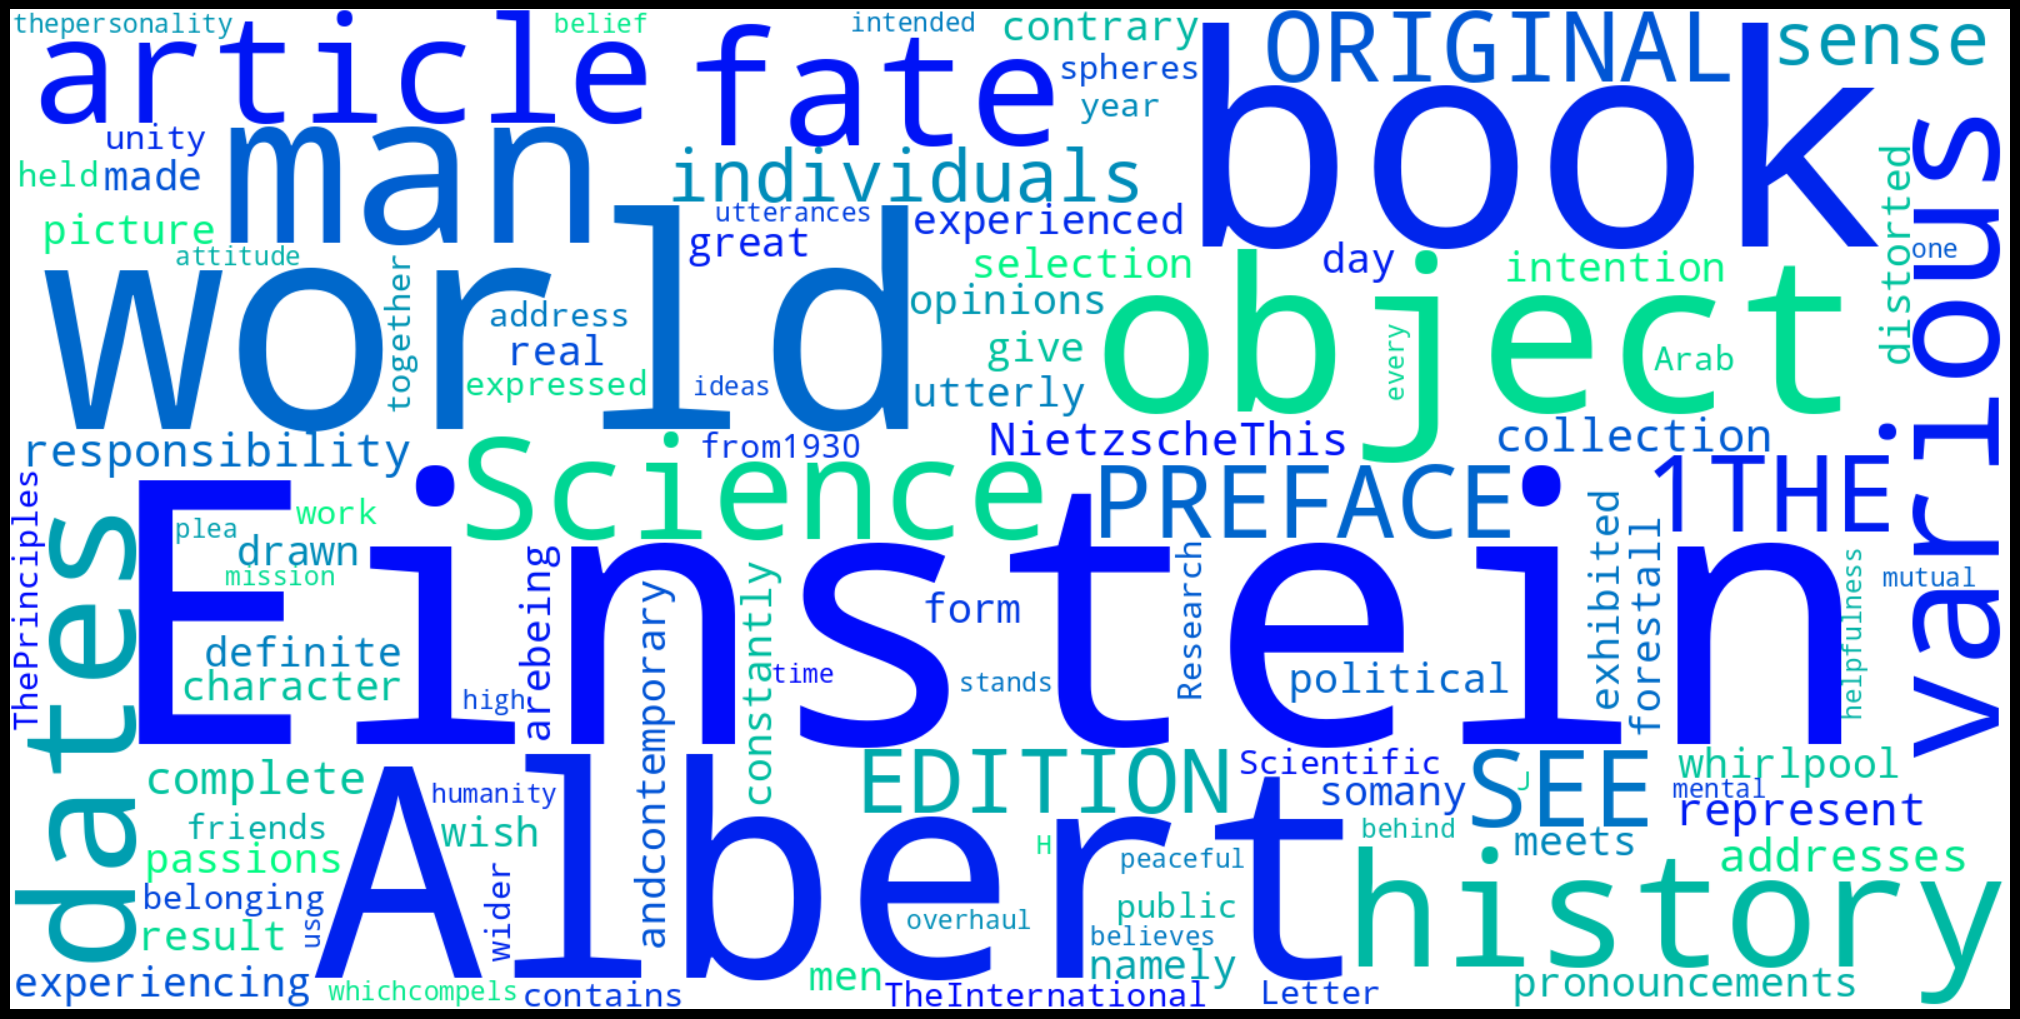 thepersonality
belief
intended
contrary
ORIGINAL
sense
article
fate
book
spheres
year
unity
man
individuals
held
made
various
distorted
picture
utterances
experienced
great
day
one
attitude
world
selection
object
intention
together
opinions
address
real
give
every
Arab
expressed
ideas
utterly
responsibility
from1930
NietzscheThis
collection
Science
PREFACE
1THE
ThePrinciples
dates
Einstein
work
plea
drawn
mission
arebeing
andcontemporary
constantly
form
Research
exhibited
forestall
helpfulness
mutual
definite
character
high
time
stands
political
complete
Albert
humanity
EDITION
Scientific
SEE
whirlpool
somany
J
mental
represent
friends
wish
H
behind
meets
passions
peaceful
history
addresses
belonging
us
wider
overhaul
public
result
believes
namely
experiencing
whichcompels
contains
men
TheInternational
Letter
pronouncements